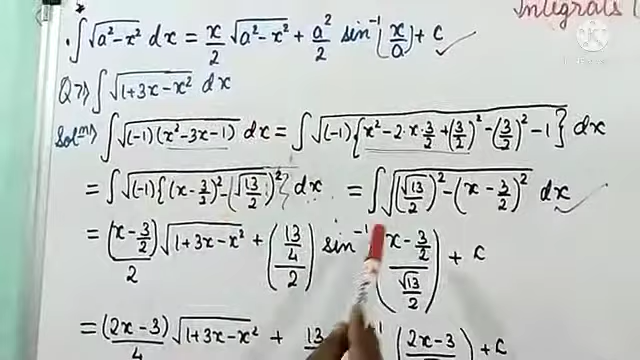 Integrals
∫√(a²-x²) dx = x/2 √(a²-x²) + a²/2 sin⁻¹(x/a) + c
Q7» ∫√(1+3x-x²) dx
Solⁿ» ∫√((-1)(x²-3x-1)) dx = ∫√((-1){x²-2·x·3/2+(3/2)²-(3/2)²-1}) dx
= ∫√((-1){(x-3/2)²-(√13/2)²}) dx = ∫√((√13/2)²-(x-3/2)²) dx
= (x-3/2)/2 √(1+3x-x²) + ((13/4)/2) sin⁻¹((x-3/2)/(√13/2)) + c
= (2x-3)/4 √(1+3x-x²) + 13 (2x-3 + c